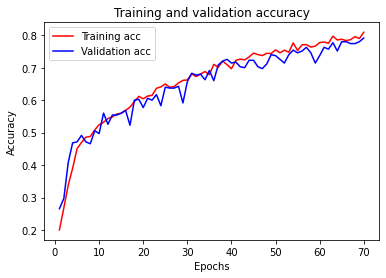 Training and validation accuracy
Training acc
Validation acc
Accuracy
0.8
0.7
0.6
0.5
0.4
0.3
0.2
0 10 20 30 40 50 60 70
Epochs